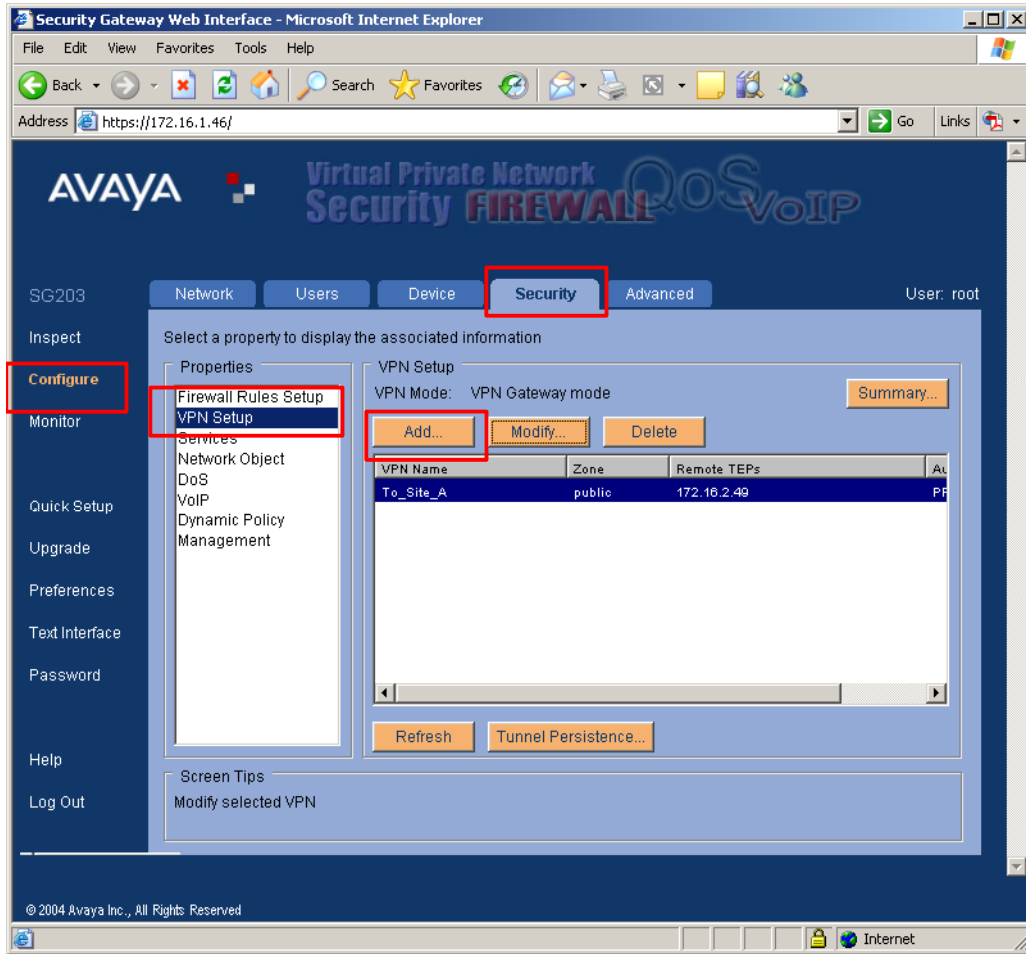 Security Gateway Web Interface - Microsoft Internet Explorer
File Edit View Favorites Tools Help
Back Search Favorites
Address https://172.16.1.46/ Go Links
AVAYA
Virtual Private Network
Security FIREWALL QoS VoIP
SG203 Network Users Device Security Advanced User: root
Inspect
Configure
Monitor
Quick Setup
Upgrade
Preferences
Text Interface
Password
Help
Log Out
Select a property to display the associated information
Properties
Firewall Rules Setup
VPN Setup
Services
Network Object
DoS
VoIP
Dynamic Policy
Management
VPN Setup
VPN Mode: VPN Gateway mode Summary...
Add... Modify... Delete
VPN Name Zone Remote TEPs Au
To_Site_A public 172.16.2.49 PF
Refresh Tunnel Persistence...
Screen Tips
Modify selected VPN
© 2004 Avaya Inc., All Rights Reserved
Internet